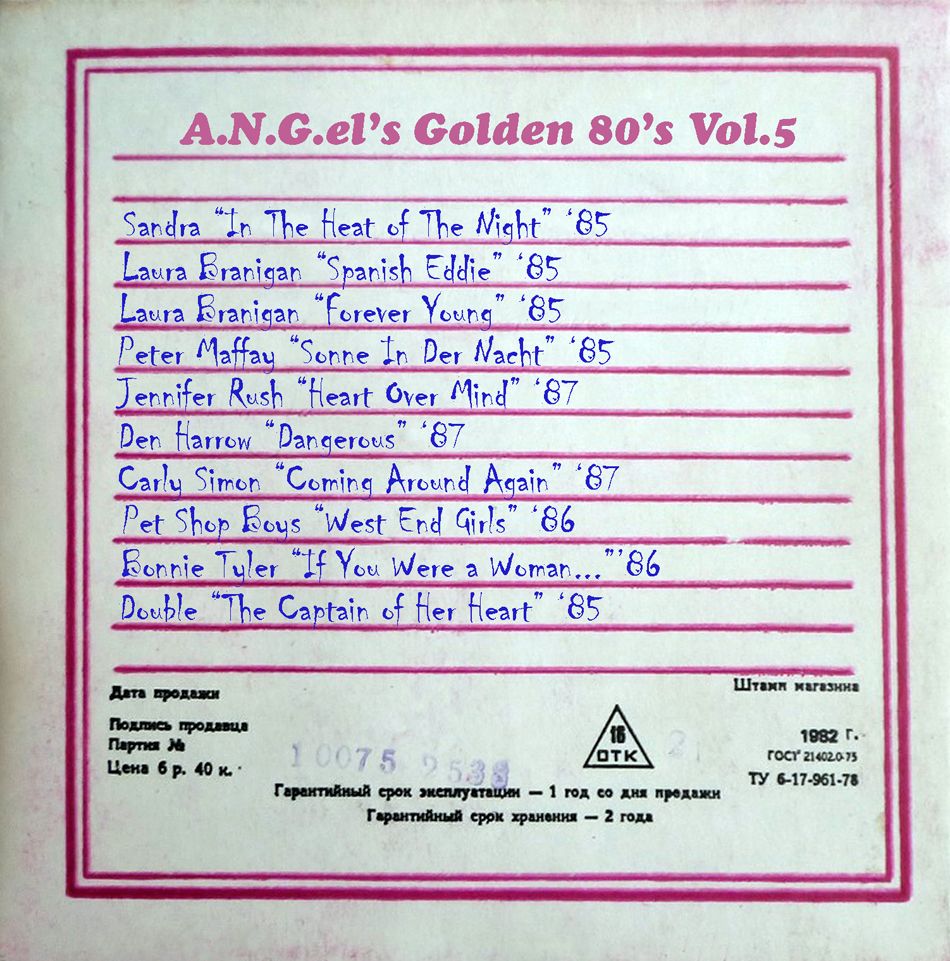 A.N.G.el's Golden 80's Vol.5
Sandra “In The Heat of The Night” ‘85
Laura Branigan “Spanish Eddie” ‘85
Laura Branigan “Forever Young” ‘85
Peter Maffay “Sonne In Der Nacht” ‘85
Jennifer Rush “Heart Over Mind” ‘87
Den Harrow “Dangerous” ‘87
Carly Simon “Coming Around Again” ‘87
Pet Shop Boys “West End Girls” ‘86
Bonnie Tyler “If You Were a Woman...”’86
Double “The Captain of Her Heart” ‘85
Дата продажи
Штамп магазина
Подпись продавца
Партия №
Цена 6 р. 40 к.
10075 9538
16
ОТК
2
1982 г.
ГОСТ 21402.0-75
ТУ 6-17-961-78
Гарантийный срок эксплуатации — 1 год со дня продажи
Гарантийный срок хранения — 2 года